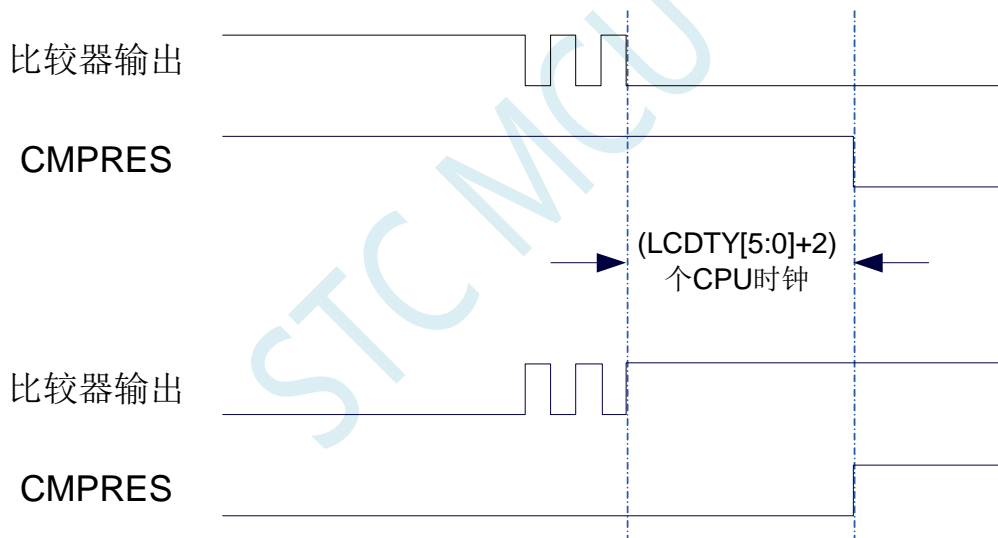 比较器输出
CMPRES
(LCDTY[5:0]+2)
个CPU时钟
比较器输出
CMPRES
STC MCU